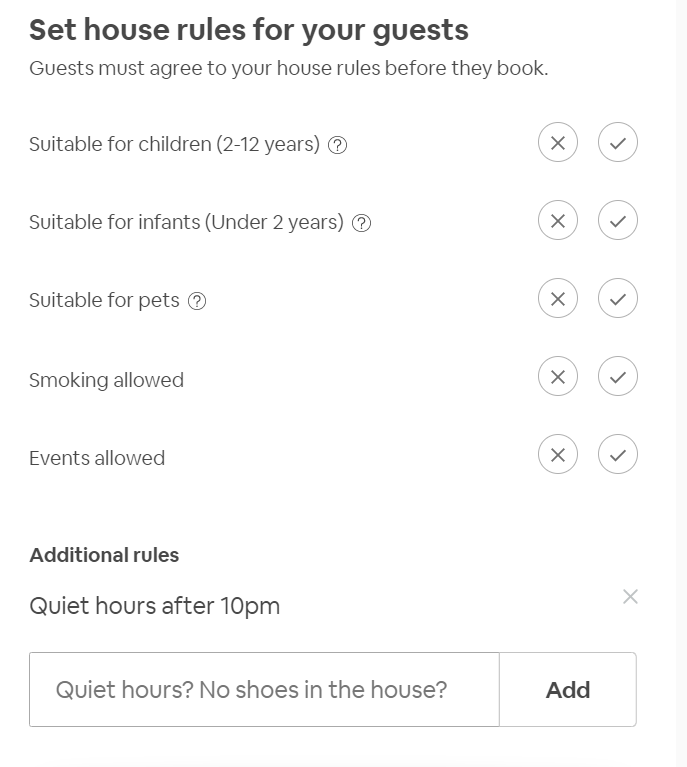 Set house rules for your guests
Guests must agree to your house rules before they book.
Suitable for children (2-12 years) ?
Suitable for infants (Under 2 years) ?
Suitable for pets ?
Smoking allowed
Events allowed
Additional rules
Quiet hours after 10pm
Quiet hours? No shoes in the house? Add